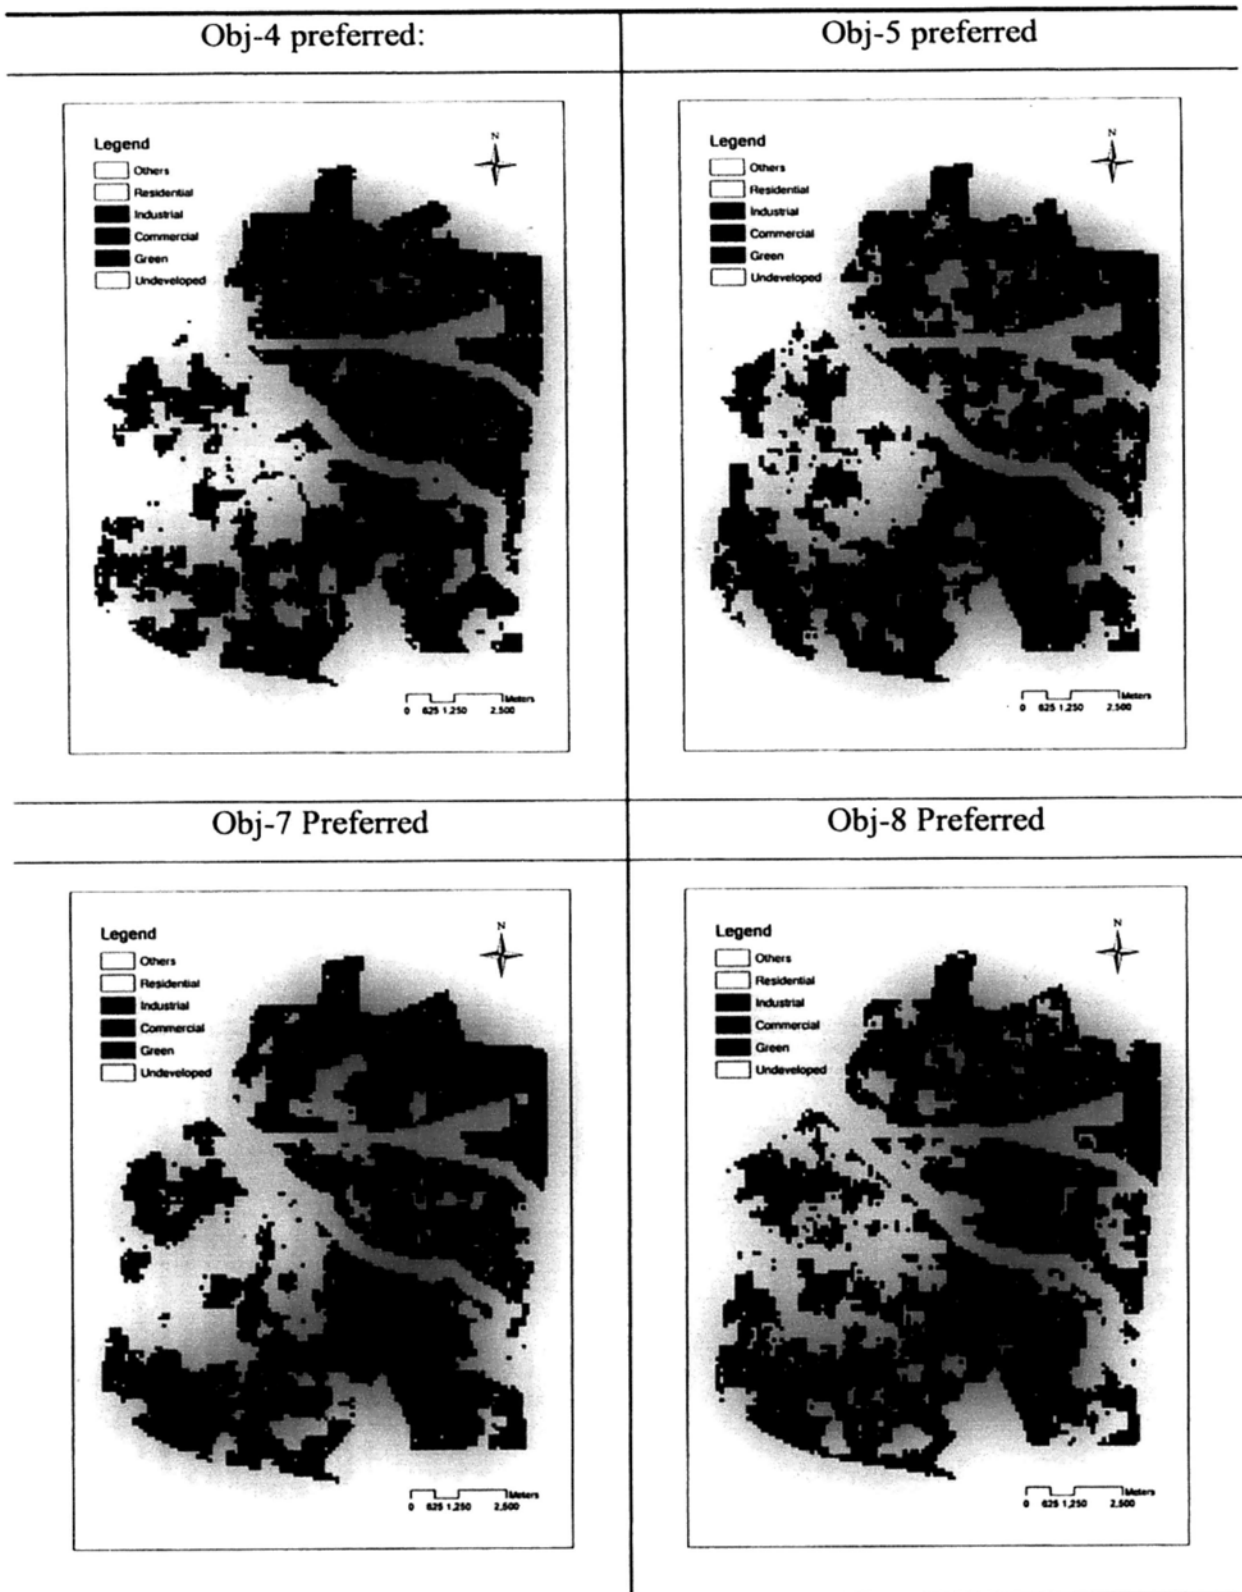 Obj-4 preferred:
Obj-5 preferred
Legend
Others
Residential
Industrial
Commercial
Green
Undeveloped
N
Meters
0 625 1,250 2,500
Legend
Others
Residential
Industrial
Commercial
Green
Undeveloped
N
Meters
0 625 1,250 2,500
Obj-7 Preferred
Obj-8 Preferred
Legend
Others
Residential
Industrial
Commercial
Green
Undeveloped
N
Meters
0 625 1,250 2,500
Legend
Others
Residential
Industrial
Commercial
Green
Undeveloped
N
Meters
0 625 1,250 2,500